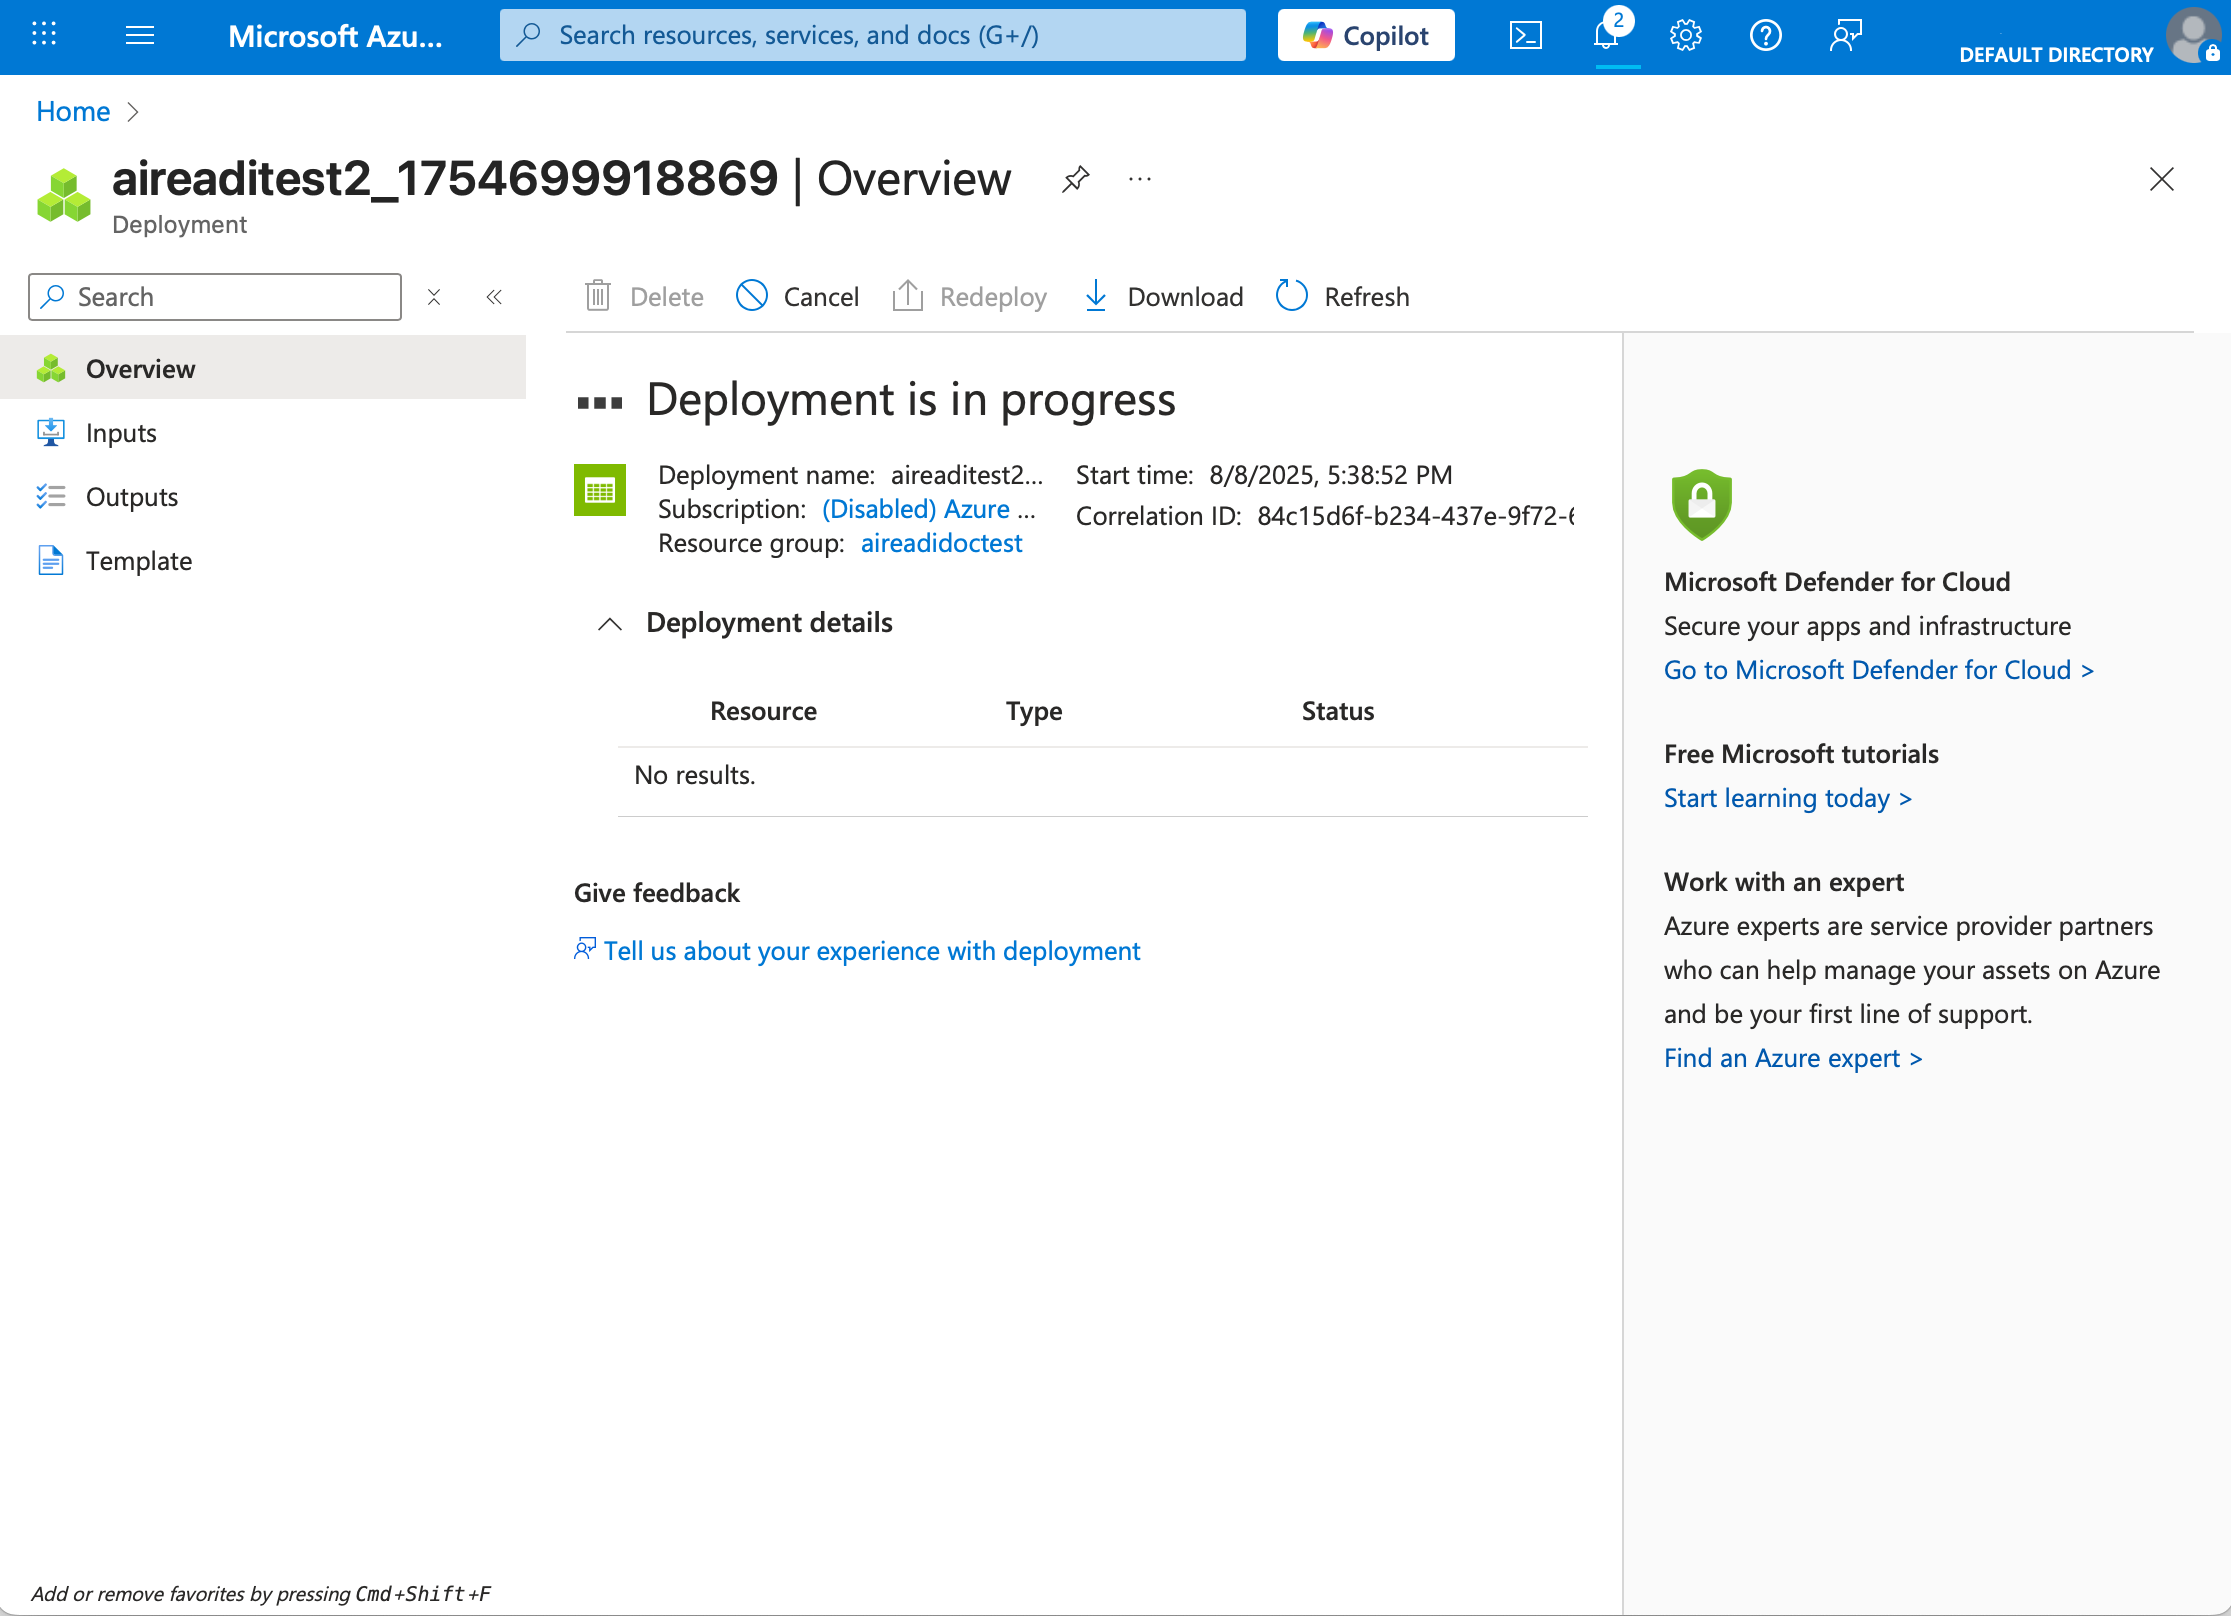 Microsoft Azu...
Search resources, services, and docs (G+/)
Copilot
2
DEFAULT DIRECTORY
Home
aireaditest2_1754699918869 | Overview
Deployment
Search
Delete
Cancel
Redeploy
Download
Refresh
Overview
Inputs
Outputs
Template
Deployment is in progress
Deployment name: aireaditest2...
Subscription: (Disabled) Azure ...
Resource group: aireadidoctest
Start time: 8/8/2025, 5:38:52 PM
Correlation ID: 84c15d6f-b234-437e-9f72-
Deployment details
Resource Type Status
No results.
Give feedback
Tell us about your experience with deployment
Microsoft Defender for Cloud
Secure your apps and infrastructure
Go to Microsoft Defender for Cloud >
Free Microsoft tutorials
Start learning today >
Work with an expert
Azure experts are service provider partners
who can help manage your assets on Azure
and be your first line of support.
Find an Azure expert >
Add or remove favorites by pressing Cmd+Shift+F